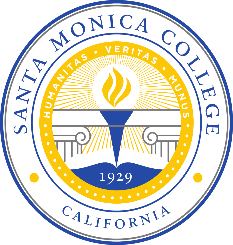 SANTA MONICA COLLEGE
HUMANITAS • VERITAS • MUNUS
1929
CALIFORNIA